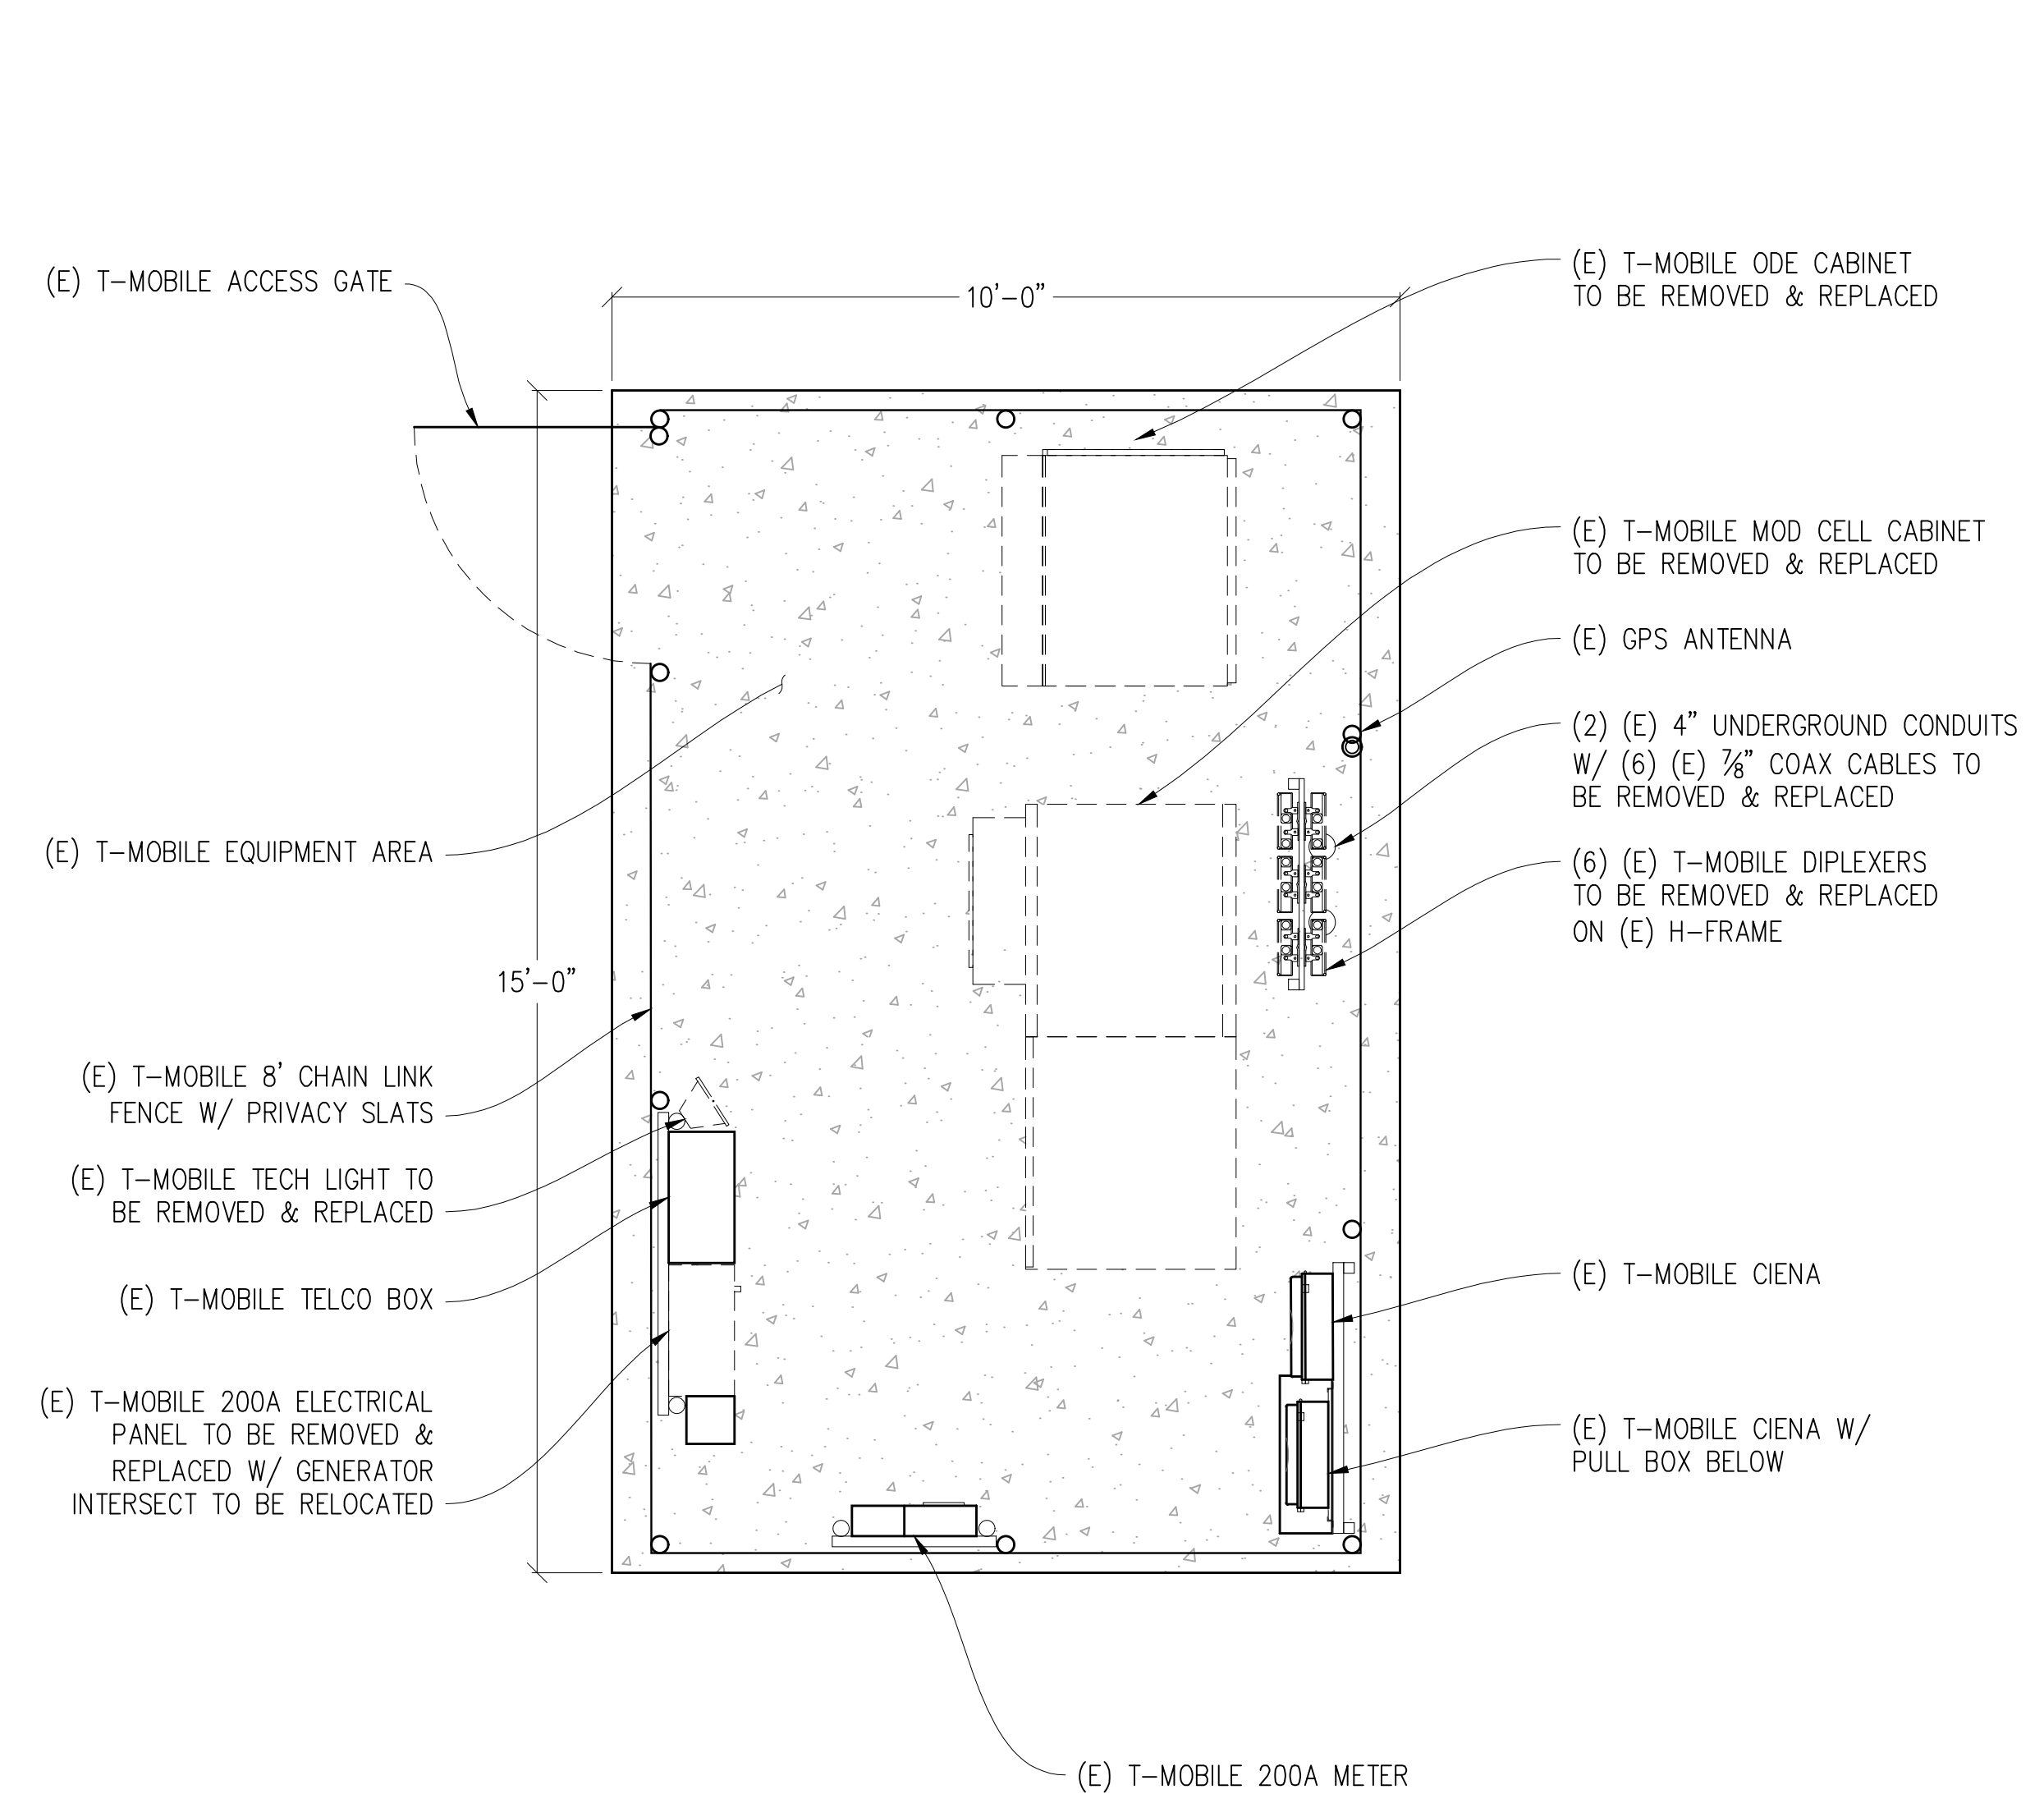 (E) T-MOBILE ACCESS GATE
10'-0"
(E) T-MOBILE ODE CABINET
TO BE REMOVED & REPLACED
(E) T-MOBILE MOD CELL CABINET
TO BE REMOVED & REPLACED
(E) GPS ANTENNA
(2) (E) 4" UNDERGROUND CONDUITS
W/ (6) (E) ⅞" COAX CABLES TO
BE REMOVED & REPLACED
(6) (E) T-MOBILE DIPLEXERS
TO BE REMOVED & REPLACED
ON (E) H-FRAME
(E) T-MOBILE EQUIPMENT AREA
15'-0"
(E) T-MOBILE 8' CHAIN LINK
FENCE W/ PRIVACY SLATS
(E) T-MOBILE TECH LIGHT TO
BE REMOVED & REPLACED
(E) T-MOBILE TELCO BOX
(E) T-MOBILE 200A ELECTRICAL
PANEL TO BE REMOVED &
REPLACED W/ GENERATOR
INTERSECT TO BE RELOCATED
(E) T-MOBILE CIENA
(E) T-MOBILE CIENA W/
PULL BOX BELOW
(E) T-MOBILE 200A METER